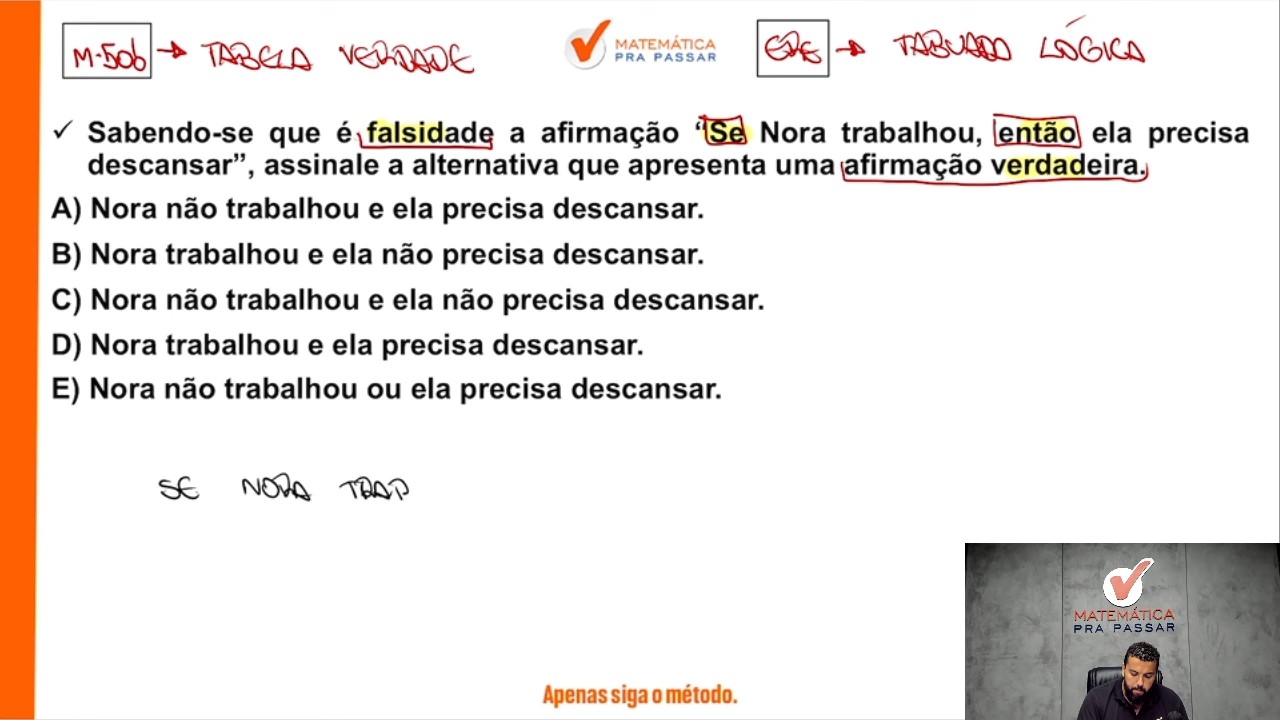 M-506 → TABELA VERDADE
MATEMÁTICA
PRA PASSAR
→ TABUADA LÓGICA
✓ Sabendo-se que é falsidade a afirmação “Se Nora trabalhou, então ela precisa
descansar”, assinale a alternativa que apresenta uma afirmação verdadeira.
A) Nora não trabalhou e ela precisa descansar.
B) Nora trabalhou e ela não precisa descansar.
C) Nora não trabalhou e ela não precisa descansar.
D) Nora trabalhou e ela precisa descansar.
E) Nora não trabalhou ou ela precisa descansar.
SE NORA TRAB
MATEMÁTICA
PRA PASSAR
Apenas siga o método.